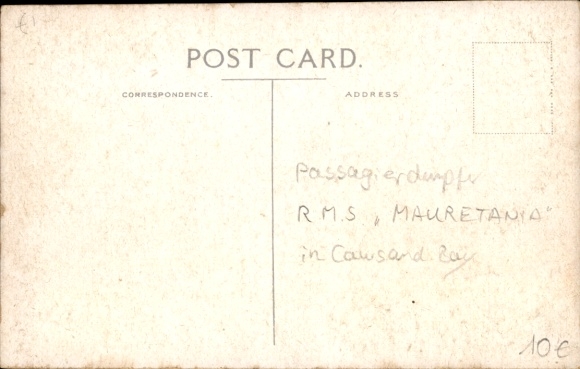 POST CARD.
CORRESPONDENCE.
ADDRESS
Passagierdampfer
R.M.S. „MAURETANIA"
in Cawsand Bay
10€